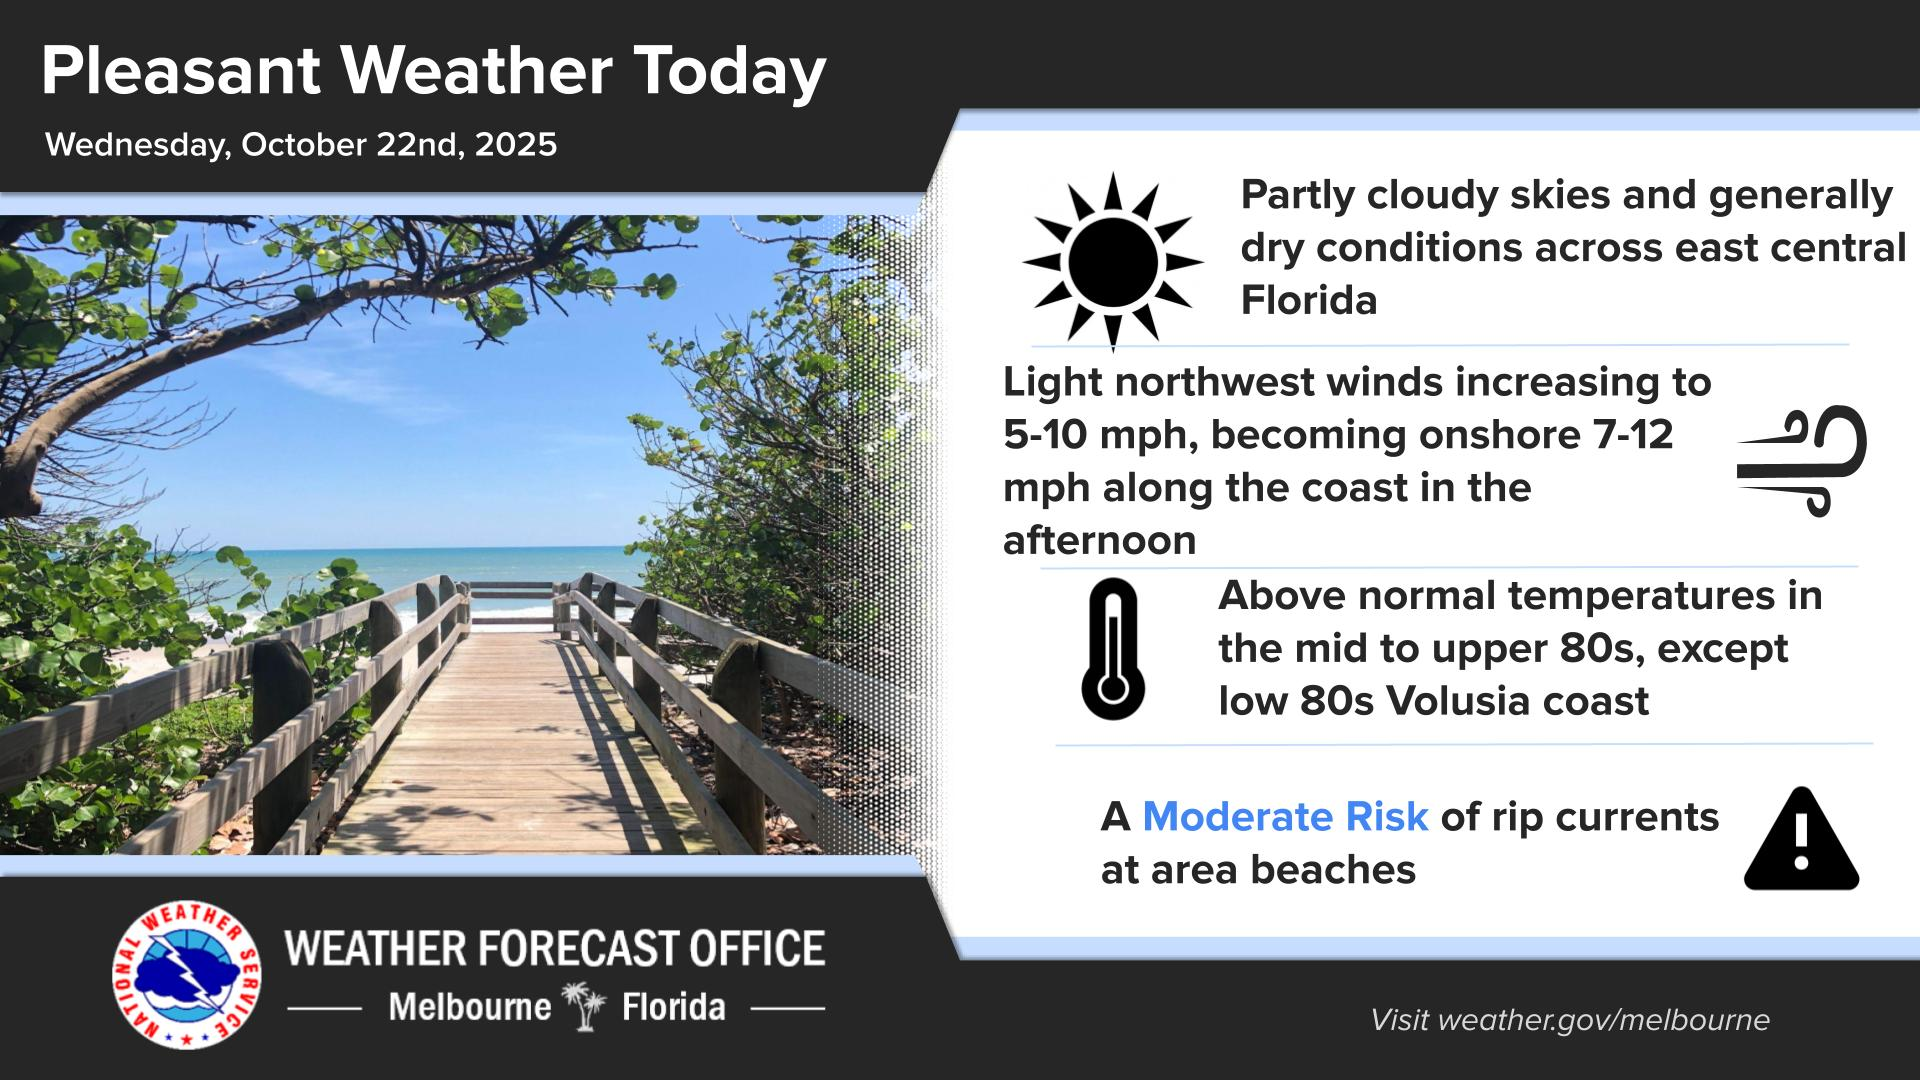 Pleasant Weather Today
Wednesday, October 22nd, 2025
Partly cloudy skies and generally
dry conditions across east central
Florida
Light northwest winds increasing to
5-10 mph, becoming onshore 7-12
mph along the coast in the
afternoon
Above normal temperatures in
the mid to upper 80s, except
low 80s Volusia coast
A Moderate Risk of rip currents
at area beaches
NATIONAL WEATHER SERVICE
WEATHER FORECAST OFFICE
Melbourne Florida
Visit weather.gov/melbourne